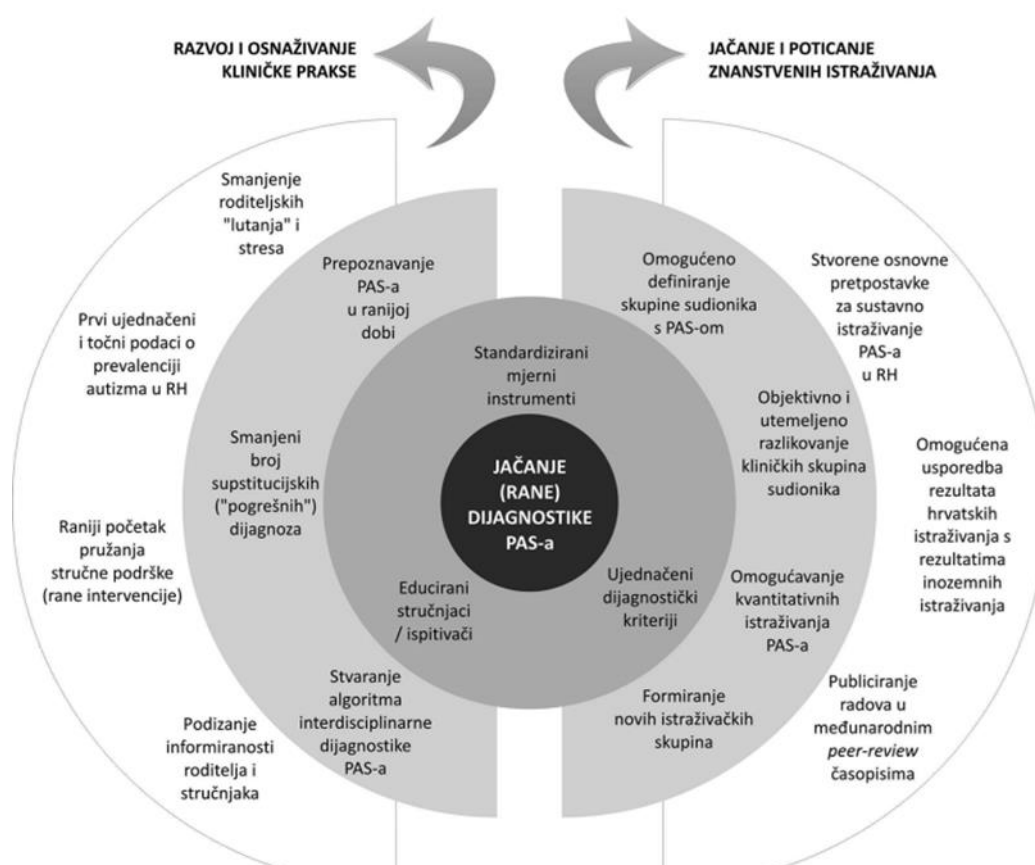 RAZVOJ I OSNAŽIVANJE
KLINIČKE PRAKSE
JAČANJE I POTICANJE
ZNANSTVENIH ISTRAŽIVANJA
Smanjenje
roditeljskih
"lutanja" i
stresa
Prvi ujednačeni
i točni podaci o
prevalenciji
autizma u RH
Raniji početak
pružanja
stručne podrške
(rane intervencije)
Podizanje
informiranosti
roditelja i
stručnjaka
Prepoznavanje
PAS-a
u ranijoj
dobi
Smanjeni
broj
supstitucijskih
("pogrešnih")
dijagnoza
Stvaranje
algoritma
interdisciplinarne
dijagnostike
PAS-a
Standardizirani
mjerni
instrumenti
JAČANJE
(RANE)
DIJAGNOSTIKE
PAS-a
Educirani
stručnjaci
/ ispitivači
Ujednačeni
dijagnostički
kriteriji
Omogućeno
definiranje
skupine sudionika
s PAS-om
Objektivno i
utemeljeno
razlikovanje
kliničkih skupina
sudionika
Omogućavanje
kvantitativnih
istraživanja
PAS-a
Formiranje
novih istraživačkih
skupina
Stvorene osnovne
pretpostavke
za sustavno
istraživanje
PAS-a
u RH
Omogućena
usporedba
rezultata
hrvatskih
istraživanja s
rezultatima
inozemnih
istraživanja
Publiciranje
radova u
međunarodnim
peer-review
časopisima